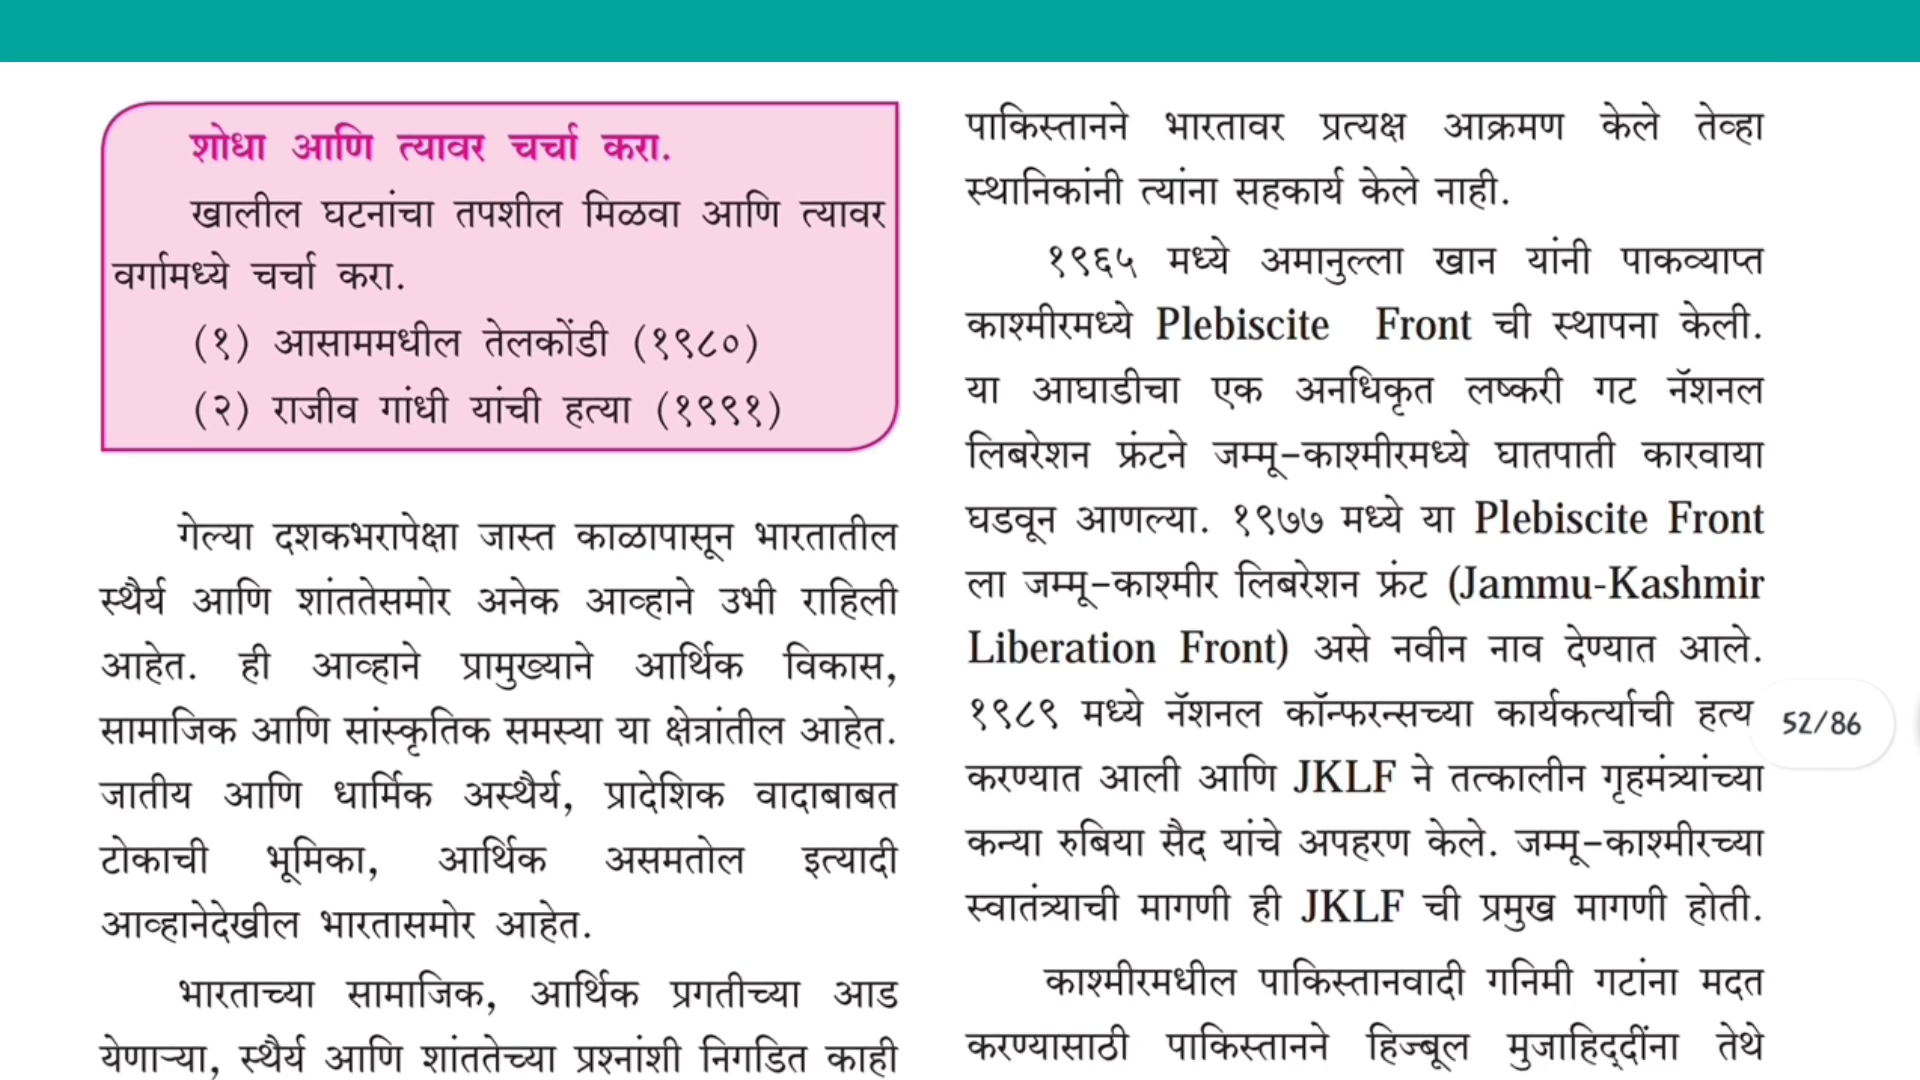 शोधा आणि त्यावर चर्चा करा.
खालील घटनांचा तपशील मिळवा आणि त्यावर
वर्गामध्ये चर्चा करा.
(१) आसाममधील तेलकोंडी (१९८०)
(२) राजीव गांधी यांची हत्या (१९९१)
गेल्या दशकभरापेक्षा जास्त काळापासून भारतातील
स्थैर्य आणि शांततेसमोर अनेक आव्हाने उभी राहिली
आहेत. ही आव्हाने प्रामुख्याने आर्थिक विकास,
सामाजिक आणि सांस्कृतिक समस्या या क्षेत्रांतील आहेत.
जातीय आणि धार्मिक अस्थैर्य, प्रादेशिक वादाबाबत
टोकाची भूमिका, आर्थिक असमतोल इत्यादी
आव्हानेदेखील भारतासमोर आहेत.
भारताच्या सामाजिक, आर्थिक प्रगतीच्या आड
येणाऱ्या, स्थैर्य आणि शांततेच्या प्रश्नांशी निगडित काही
पाकिस्तानने भारतावर प्रत्यक्ष आक्रमण केले तेव्हा
स्थानिकांनी त्यांना सहकार्य केले नाही.
१९६५ मध्ये अमानुल्ला खान यांनी पाकव्याप्त
काश्मीरमध्ये Plebiscite Front ची स्थापना केली.
या आघाडीचा एक अनधिकृत लष्करी गट नॅशनल
लिबरेशन फ्रंटने जम्मू-काश्मीरमध्ये घातपाती कारवाया
घडवून आणल्या. १९७७ मध्ये या Plebiscite Front
ला जम्मू-काश्मीर लिबरेशन फ्रंट (Jammu-Kashmir
Liberation Front) असे नवीन नाव देण्यात आले.
१९८९ मध्ये नॅशनल कॉन्फरन्सच्या कार्यकर्त्याची हत्य
करण्यात आली आणि JKLF ने तत्कालीन गृहमंत्र्यांच्या
कन्या रुबिया सैद यांचे अपहरण केले. जम्मू-काश्मीरच्या
स्वातंत्र्याची मागणी ही JKLF ची प्रमुख मागणी होती.
काश्मीरमधील पाकिस्तानवादी गनिमी गटांना मदत
करण्यासाठी पाकिस्तानने हिज्बूल मुजाहिद्दींना तेथे
52/86